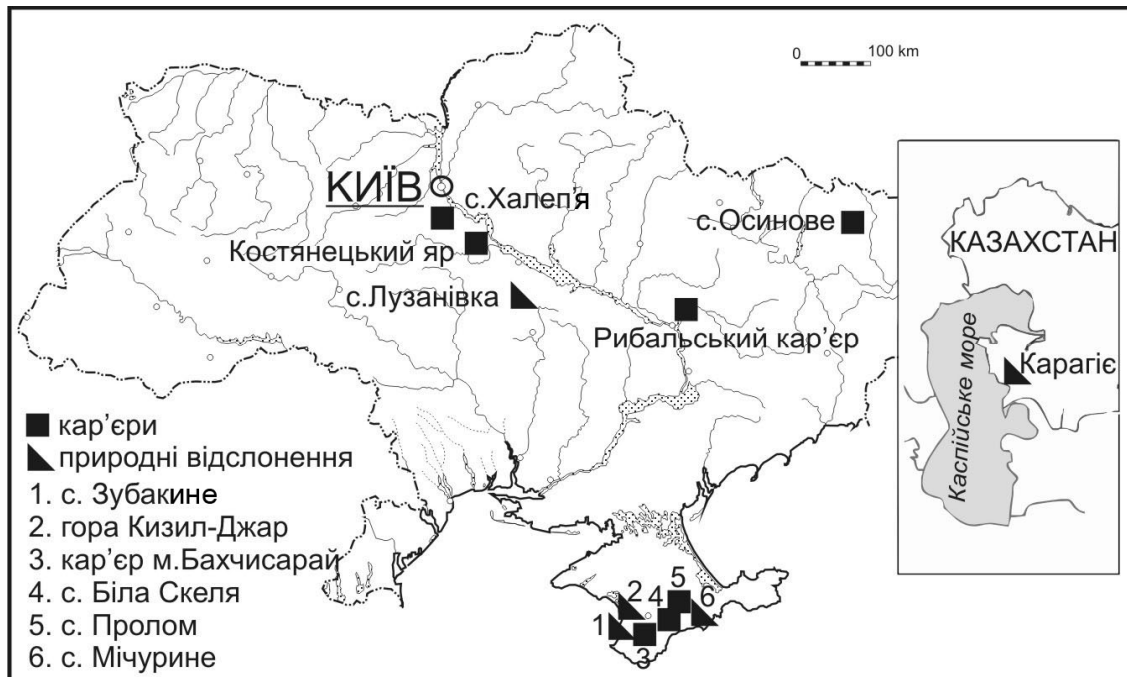 0 100 km
КИЇВ
с.Халеп'я
с.Осинове
Костянецький яр
с.Лузанівка
Рибальський кар'єр
КАЗАХСТАН
Карагіє
Каспійське море
кар'єри
природні відслонення
1. с. Зубакине
2. гора Кизил-Джар
3. кар'єр м.Бахчисарай
4. с. Біла Скеля
5. с. Пролом
6. с. Мічурине
1
2
3
4
5
6